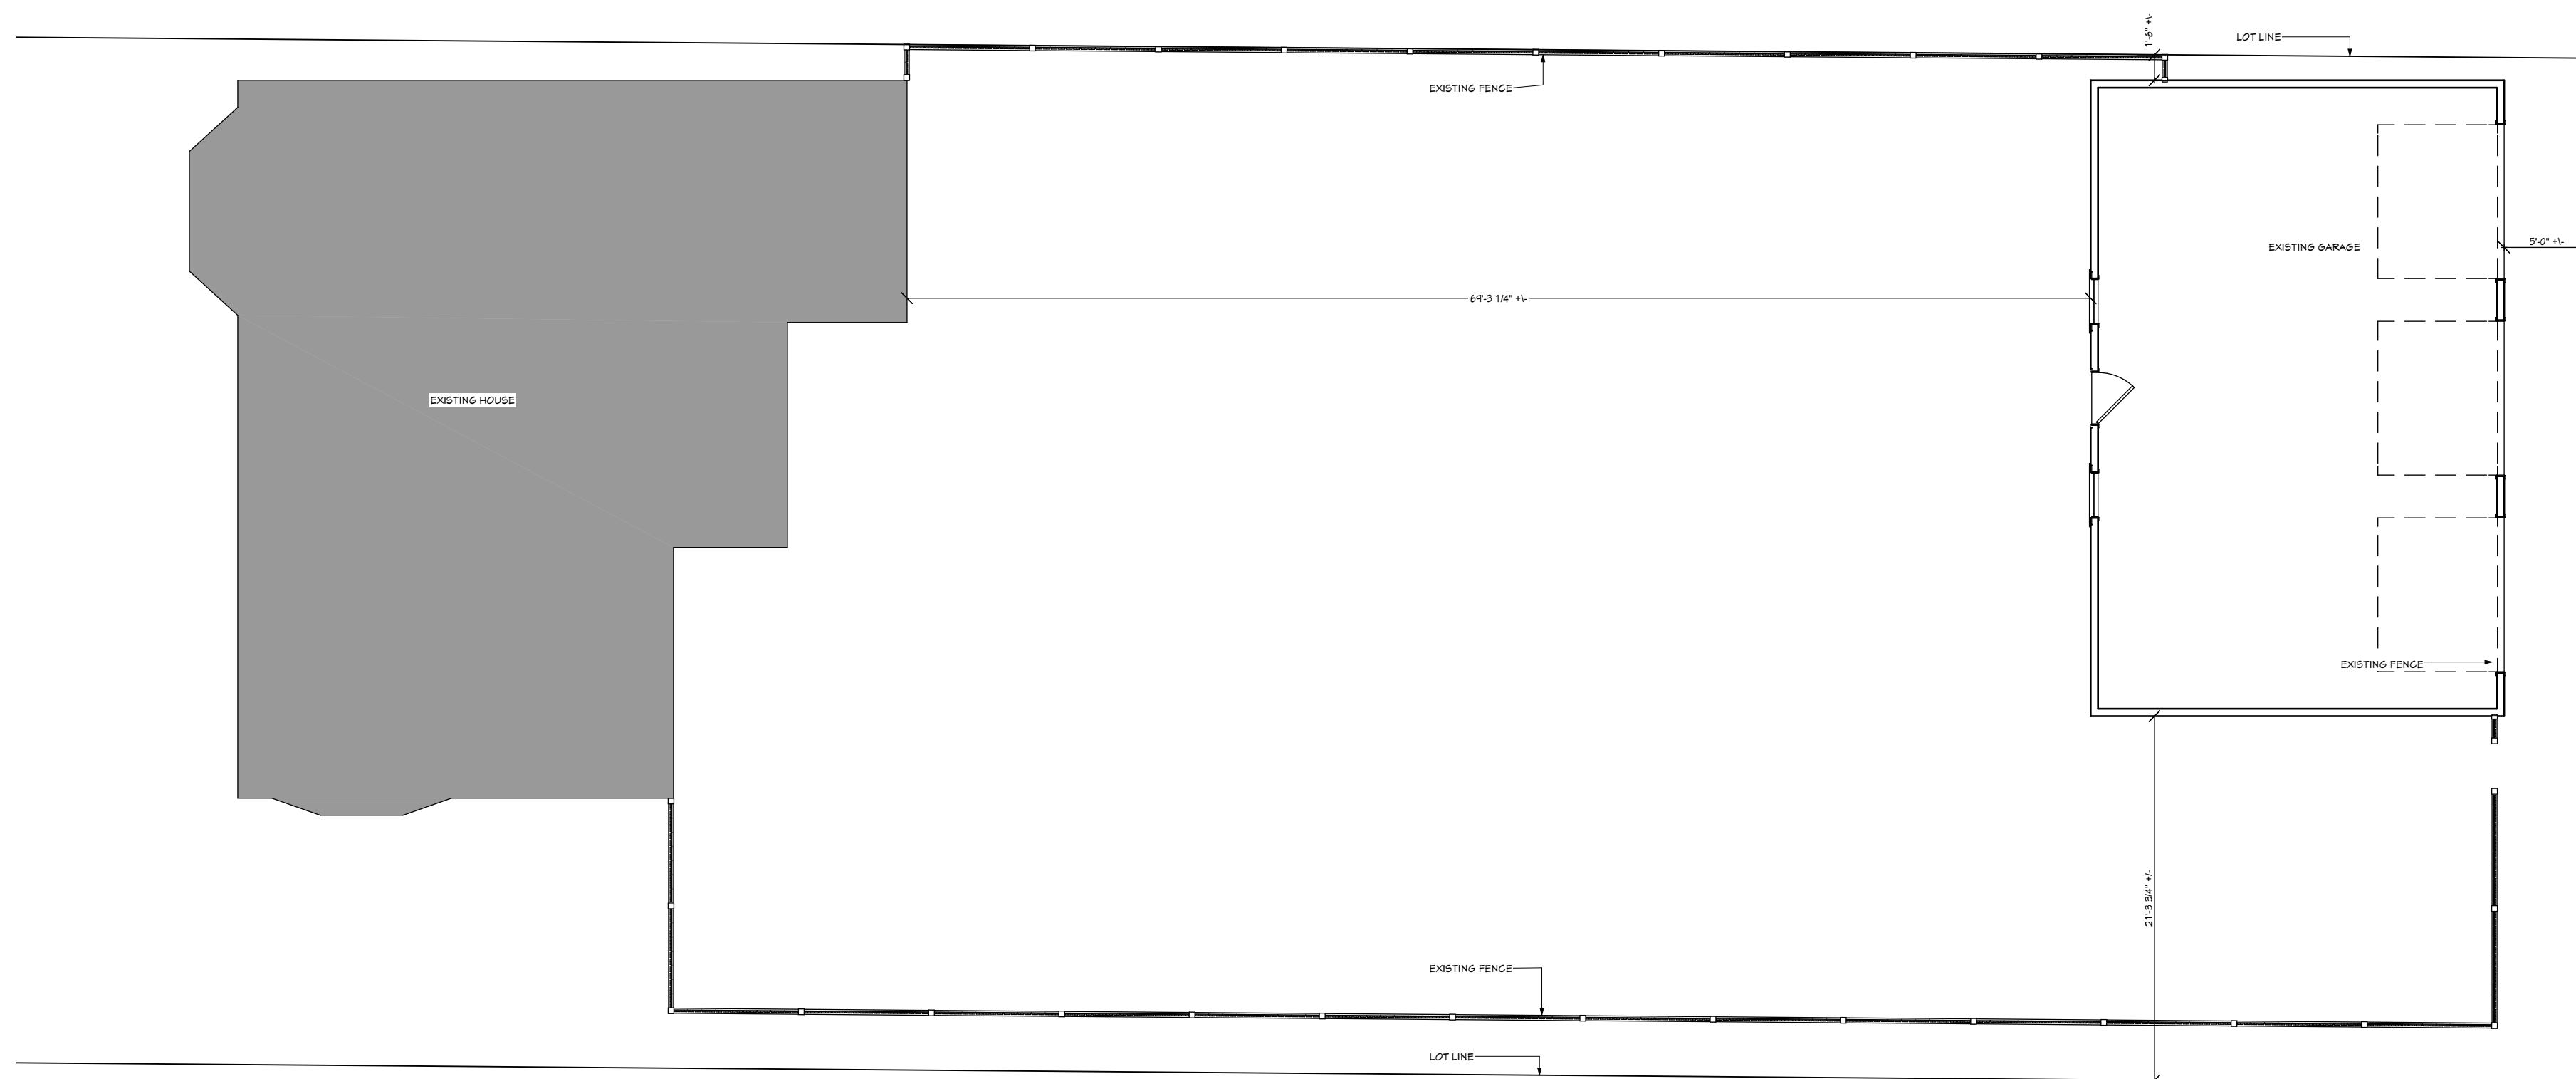 1'-6" +\-
LOT LINE
EXISTING FENCE
EXISTING GARAGE
5'-0" +\-
69'-3 1/4" +\-
EXISTING HOUSE
EXISTING FENCE
21'-3 3/4" +/-
EXISTING FENCE
LOT LINE